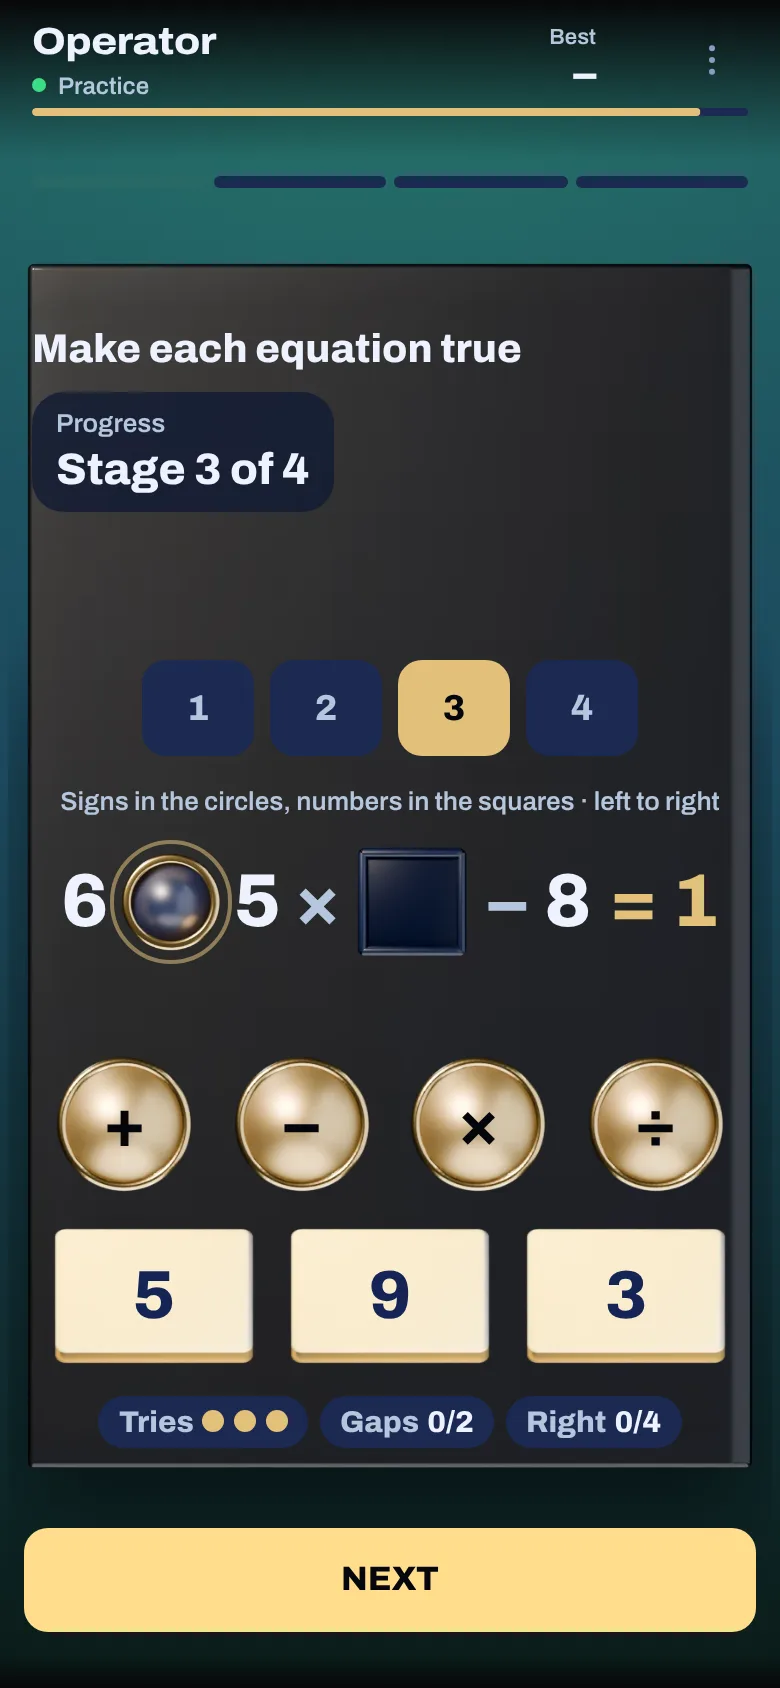 Operator
Best
Practice
–
Make each equation true
Progress
Stage 3 of 4
1 2 3 4
Signs in the circles, numbers in the squares · left to right
6 5 × – 8 = 1
+ − × ÷
5 9 3
Tries Gaps 0/2 Right 0/4
NEXT